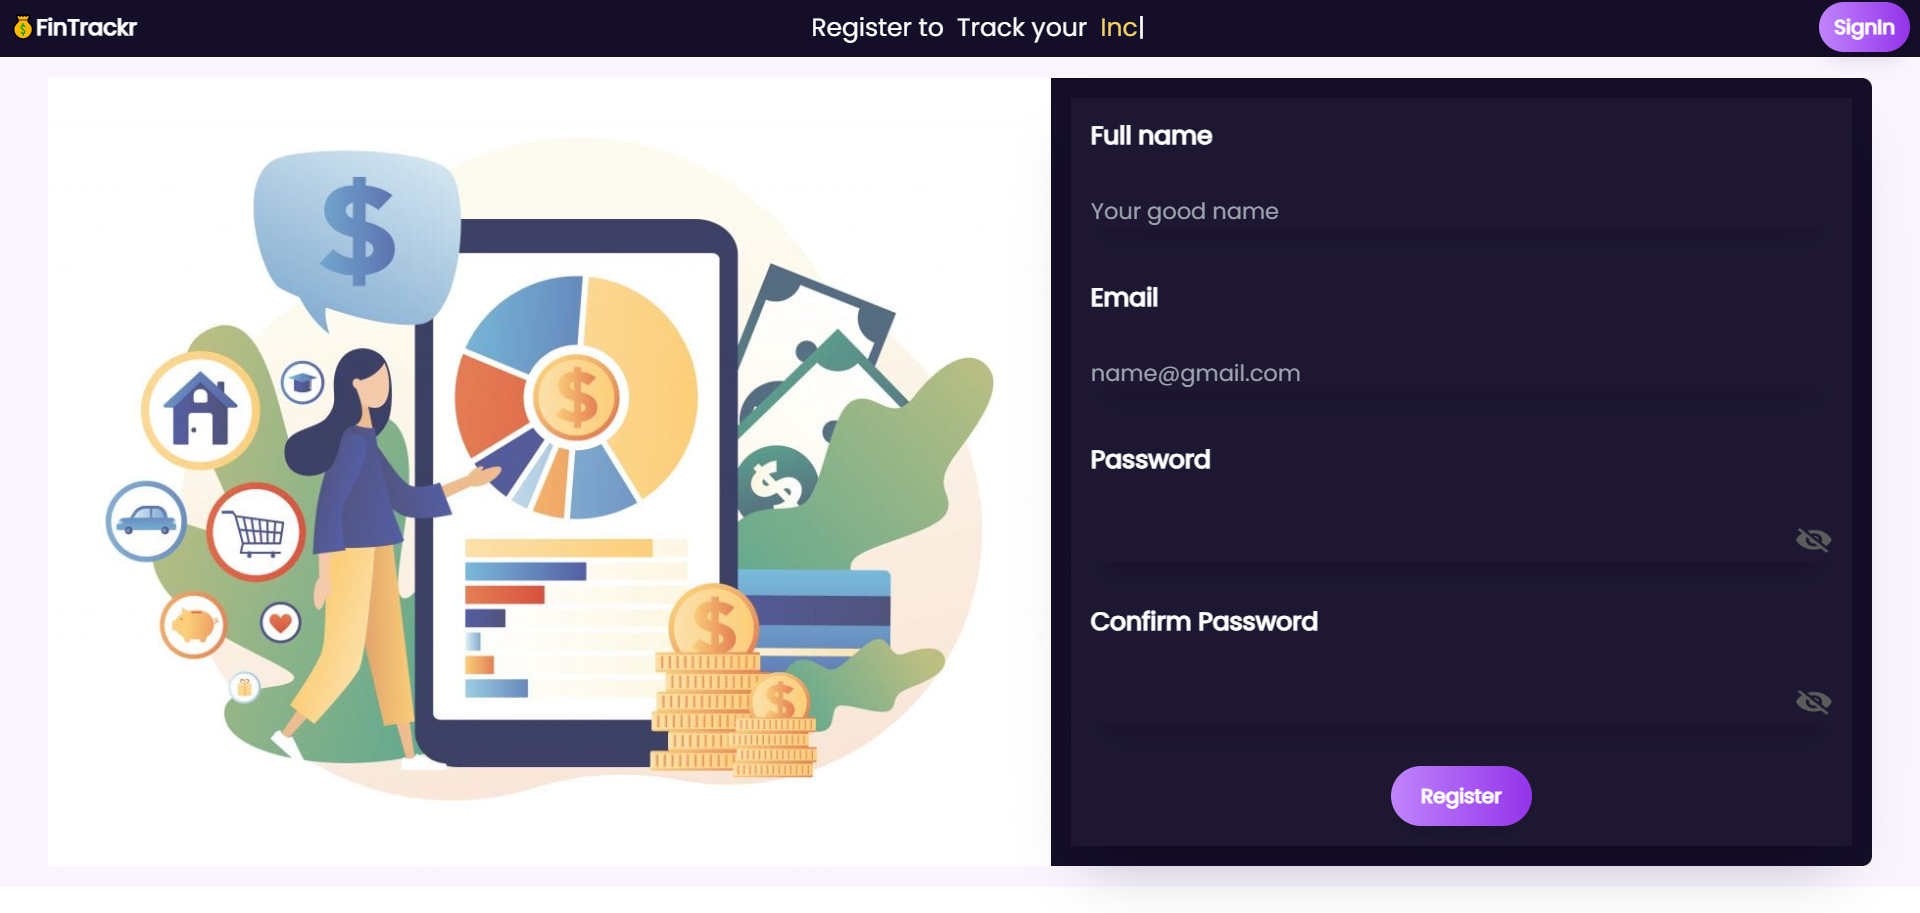 FinTrackr
Register to Track your Inc|
SignIn
Full name
Your good name
Email
name@gmail.com
Password
Confirm Password
Register